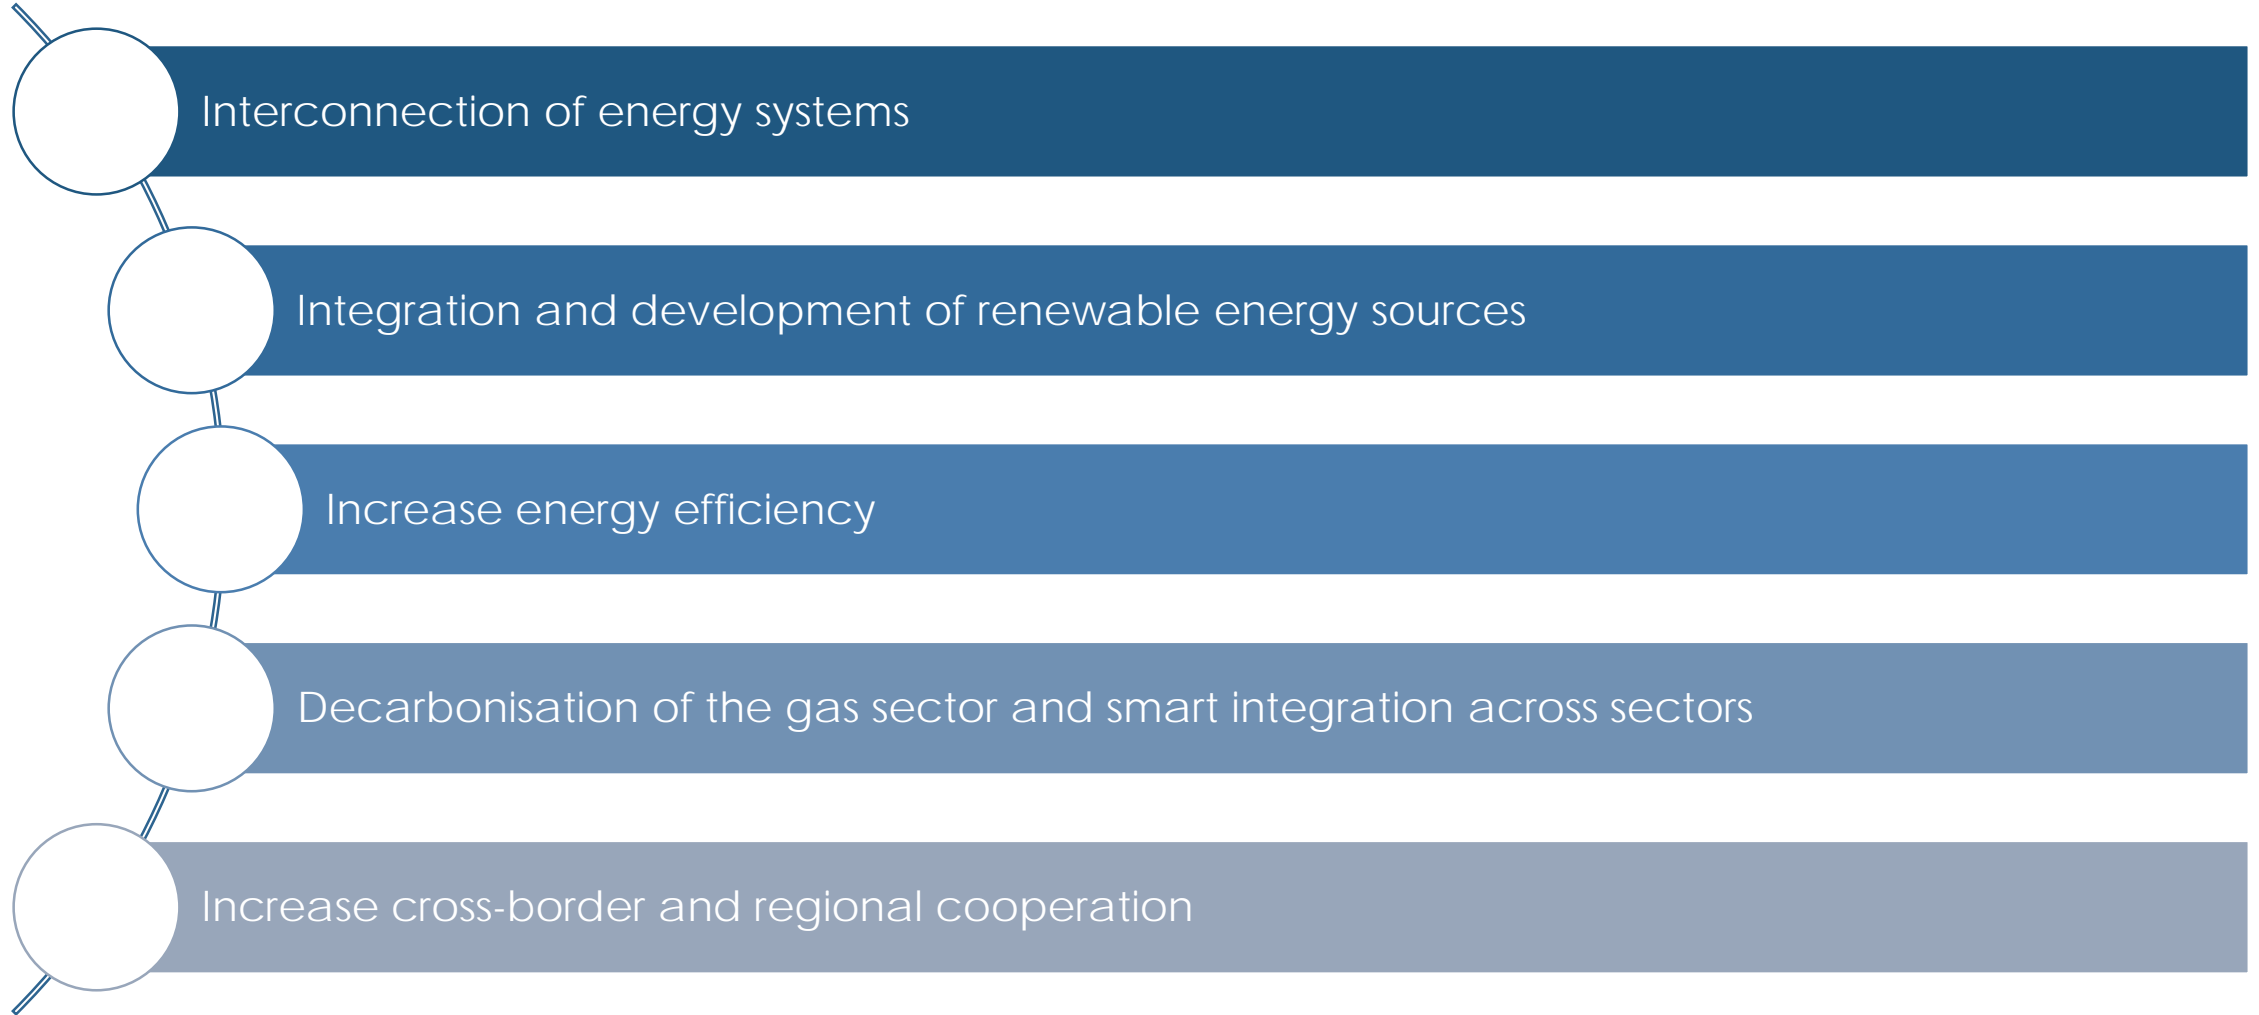 Interconnection of energy systems
Integration and development of renewable energy sources
Increase energy efficiency
Decarbonisation of the gas sector and smart integration across sectors
Increase cross-border and regional cooperation